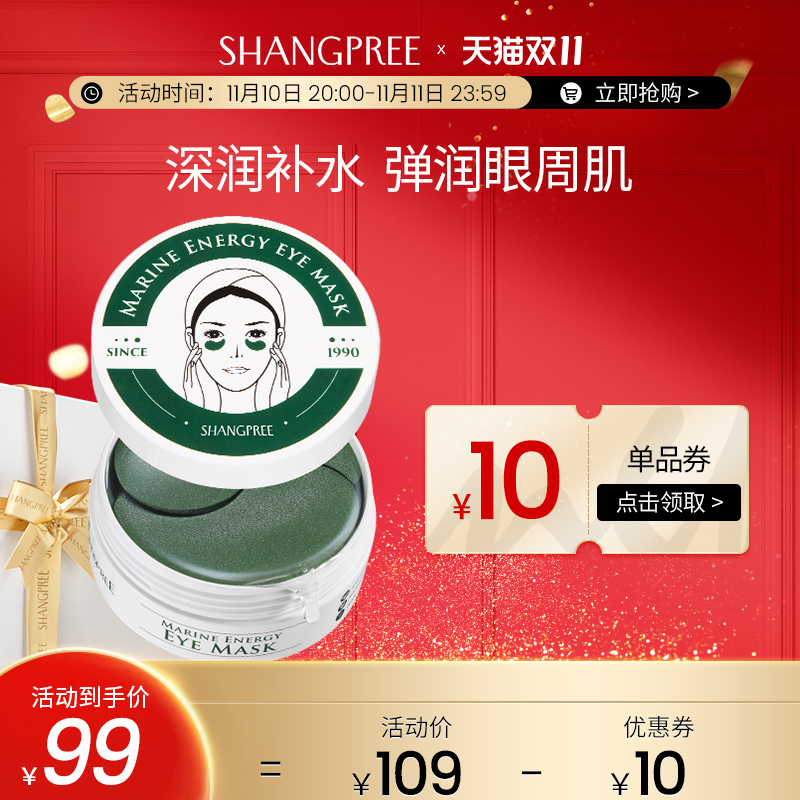 SHANGPREE x 天猫双11
活动时间：11月10日 20:00-11月11日 23:59 立即抢购 >
深润补水 弹润眼周肌
MARINE ENERGY EYE MASK
SINCE 1990
· SHANGPREE ·
¥10
单品券
点击领取 >
SHANGPREE
SHANGPREE
SHANGPREE
MARINE ENERGY
EYE MASK
活动到手价
¥99
=
活动价
¥109
-
优惠券
¥10